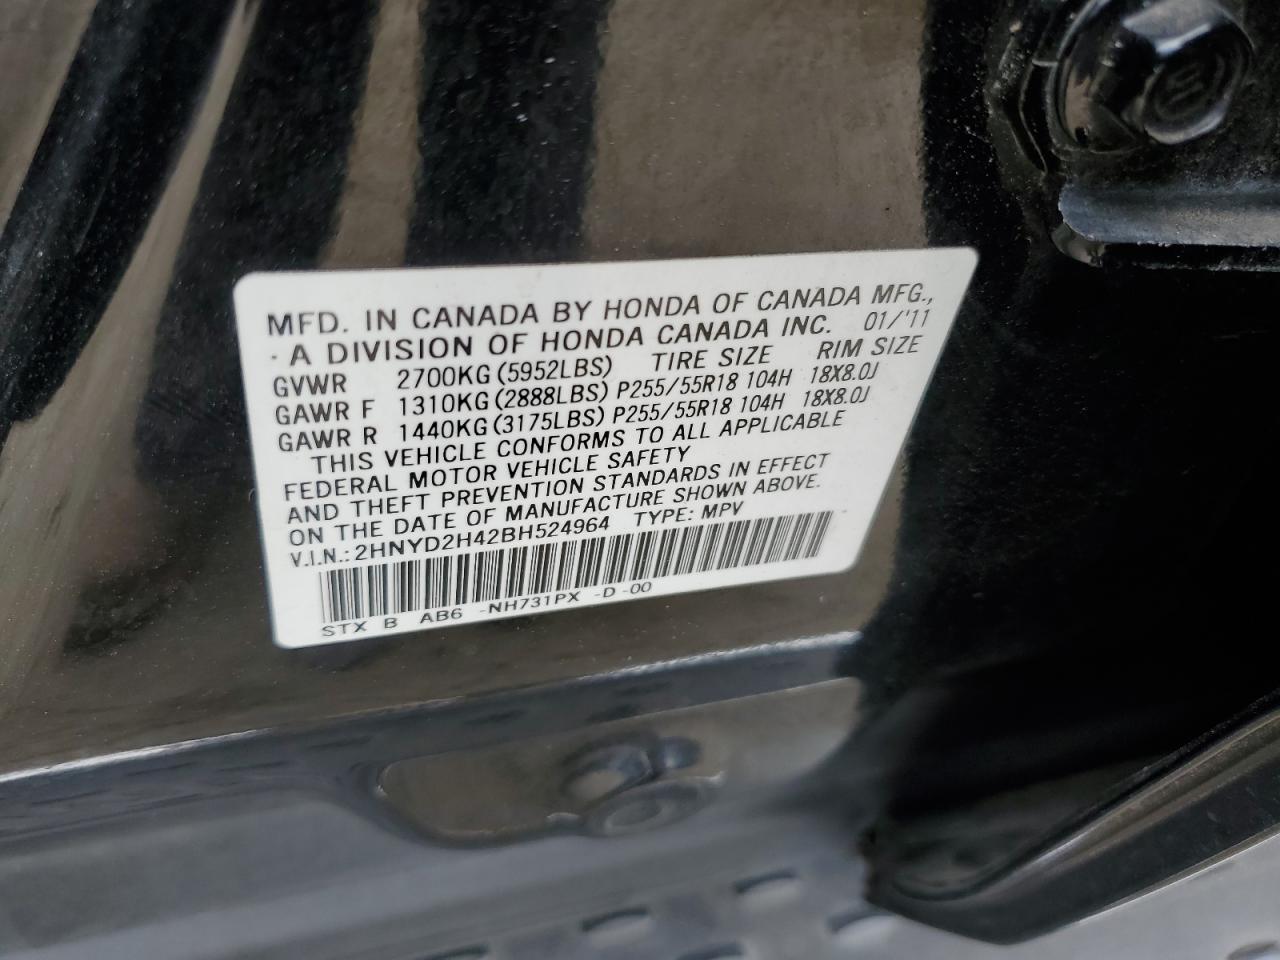 MFD. IN CANADA BY HONDA OF CANADA MFG.,
· A DIVISION OF HONDA CANADA INC. 01/'11
GVWR 2700KG (5952LBS) TIRE SIZE RIM SIZE
GAWR F 1310KG (2888LBS) P255/55R18 104H 18X8.0J
GAWR R 1440KG (3175LBS) P255/55R18 104H 18X8.0J
THIS VEHICLE CONFORMS TO ALL APPLICABLE
FEDERAL MOTOR VEHICLE SAFETY
AND THEFT PREVENTION STANDARDS IN EFFECT
ON THE DATE OF MANUFACTURE SHOWN ABOVE.
V.I.N.: 2HNYD2H42BH524964 TYPE: MPV
STX B AB6 -NH731PX -D -00